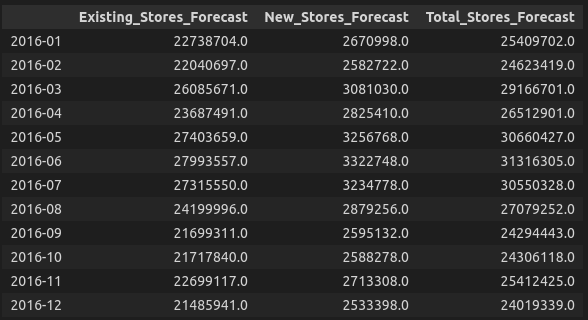 Existing_Stores_Forecast New_Stores_Forecast Total_Stores_Forecast
2016-01 22738704.0 2670998.0 25409702.0
2016-02 22040697.0 2582722.0 24623419.0
2016-03 26085671.0 3081030.0 29166701.0
2016-04 23687491.0 2825410.0 26512901.0
2016-05 27403659.0 3256768.0 30660427.0
2016-06 27993557.0 3322748.0 31316305.0
2016-07 27315550.0 3234778.0 30550328.0
2016-08 24199996.0 2879256.0 27079252.0
2016-09 21699311.0 2595132.0 24294443.0
2016-10 21717840.0 2588278.0 24306118.0
2016-11 22699117.0 2713308.0 25412425.0
2016-12 21485941.0 2533398.0 24019339.0